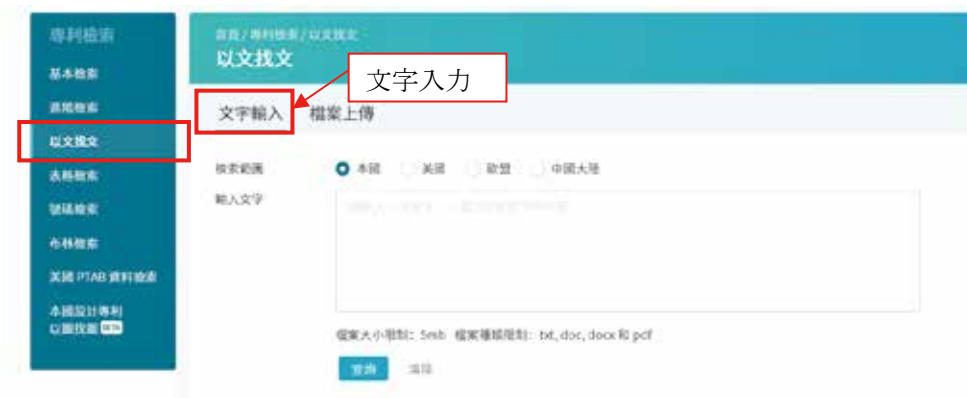 專利檢索
基本檢索
進階檢索
以文找文
表格檢索
號碼檢索
布林檢索
美國 PTAB 資料檢索
本國設計專利
以圖找圖 BETA
首頁 / 專利檢索 / 以文找文
以文找文
文字入力
文字輸入 檔案上傳
檢索範圍 本國 美國 歐盟 中國大陸
輸入文字
檔案大小限制: 5mb 檔案種類限制: txt, doc, docx 和 pdf
查詢 清除